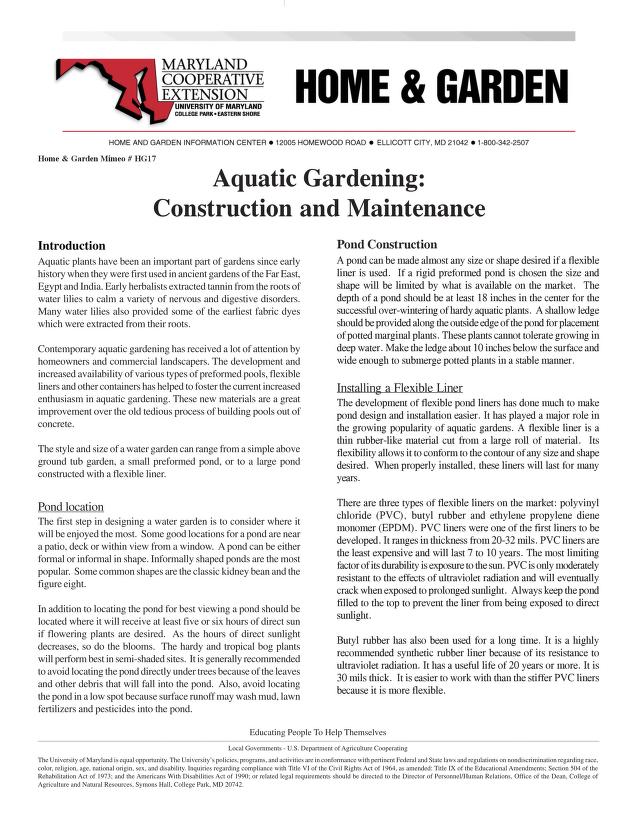 MARYLAND
COOPERATIVE
EXTENSION
UNIVERSITY OF MARYLAND
COLLEGE PARK • EASTERN SHORE
HOME & GARDEN
HOME AND GARDEN INFORMATION CENTER ● 12005 HOMEWOOD ROAD ● ELLICOTT CITY, MD 21042 ● 1-800-342-2507
Home & Garden Mimeo # HG17
Aquatic Gardening:
Construction and Maintenance
Introduction
Aquatic plants have been an important part of gardens since early
history when they were first used in ancient gardens of the Far East,
Egypt and India. Early herbalists extracted tannin from the roots of
water lilies to calm a variety of nervous and digestive disorders.
Many water lilies also provided some of the earliest fabric dyes
which were extracted from their roots.
Contemporary aquatic gardening has received a lot of attention by
homeowners and commercial landscapers. The development and
increased availability of various types of preformed pools, flexible
liners and other containers has helped to foster the current increased
enthusiasm in aquatic gardening. These new materials are a great
improvement over the old tedious process of building pools out of
concrete.
The style and size of a water garden can range from a simple above
ground tub garden, a small preformed pond, or to a large pond
constructed with a flexible liner.
Pond location
The first step in designing a water garden is to consider where it
will be enjoyed the most. Some good locations for a pond are near
a patio, deck or within view from a window. A pond can be either
formal or informal in shape. Informally shaped ponds are the most
popular. Some common shapes are the classic kidney bean and the
figure eight.
In addition to locating the pond for best viewing a pond should be
located where it will receive at least five or six hours of direct sun
if flowering plants are desired. As the hours of direct sunlight
decreases, so do the blooms. The hardy and tropical bog plants
will perform best in semi-shaded sites. It is generally recommended
to avoid locating the pond directly under trees because of the leaves
and other debris that will fall into the pond. Also, avoid locating
the pond in a low spot because surface runoff may wash mud, lawn
fertilizers and pesticides into the pond.
Pond Construction
A pond can be made almost any size or shape desired if a flexible
liner is used. If a rigid preformed pond is chosen the size and
shape will be limited by what is available on the market. The
depth of a pond should be at least 18 inches in the center for the
successful over-wintering of hardy aquatic plants. A shallow ledge
should be provided along the outside edge of the pond for placement
of potted marginal plants. These plants cannot tolerate growing in
deep water. Make the ledge about 10 inches below the surface and
wide enough to submerge potted plants in a stable manner.
Installing a Flexible Liner
The development of flexible pond liners has done much to make
pond design and installation easier. It has played a major role in
the growing popularity of aquatic gardens. A flexible liner is a
thin rubber-like material cut from a large roll of material. Its
flexibility allows it to conform to the contour of any size and shape
desired. When properly installed, these liners will last for many
years.
There are three types of flexible liners on the market: polyvinyl
chloride (PVC), butyl rubber and ethylene propylene diene
monomer (EPDM). PVC liners were one of the first liners to be
developed. It ranges in thickness from 20-32 mils. PVC liners are
the least expensive and will last 7 to 10 years. The most limiting
factor of its durability is exposure to the sun. PVC is only moderately
resistant to the effects of ultraviolet radiation and will eventually
crack when exposed to prolonged sunlight. Always keep the pond
filled to the top to prevent the liner from being exposed to direct
sunlight.
Butyl rubber has also been used for a long time. It is a highly
recommended synthetic rubber liner because of its resistance to
ultraviolet radiation. It has a useful life of 20 years or more. It is
30 mils thick. It is easier to work with than the stiffer PVC liners
because it is more flexible.
Educating People To Help Themselves
Local Governments - U.S. Department of Agriculture Cooperating
The University of Maryland is equal opportunity. The University's policies, programs, and activities are in conformance with pertinent Federal and State laws and regulations on nondiscrimination regarding race,
color, religion, age, national origin, sex, and disability. Inquiries regarding compliance with Title VI of the Civil Rights Act of 1964, as amended: Title IX of the Educational Amendments; Section 504 of the
Rehabilitation Act of 1973; and the Americans With Disabilities Act of 1990; or related legal requirements should be directed to the Director of Personnel/Human Relations, Office of the Dean, College of
Agriculture and Natural Resources, Symons Hall, College Park, MD 20742.